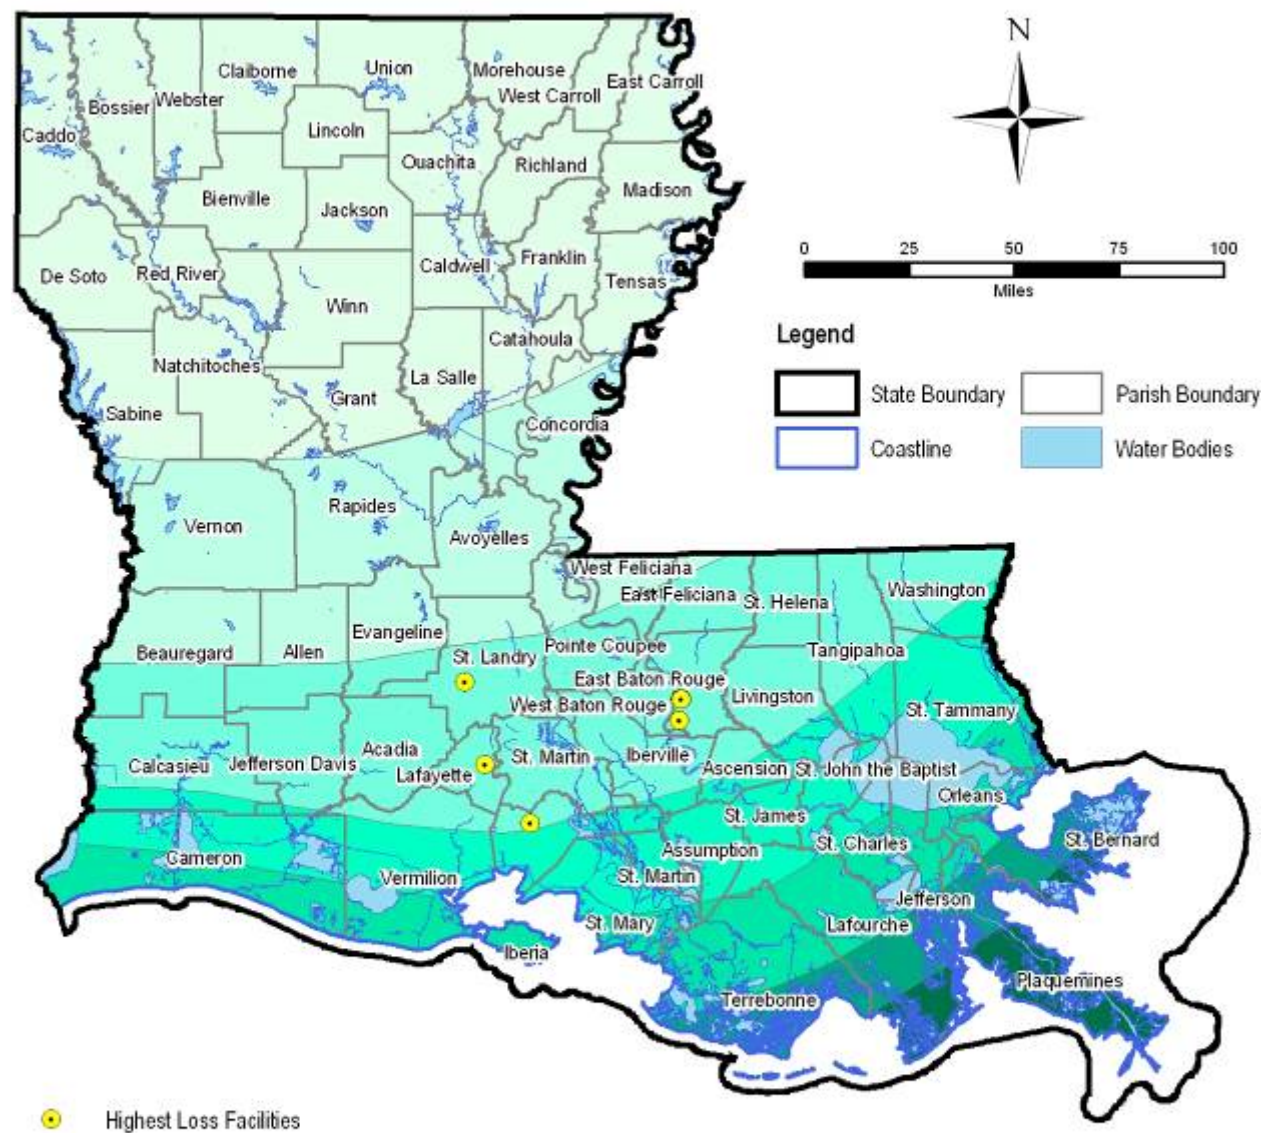 N
Claiborne
Union
Morehouse
East Carroll
Bossier
Webster
West Carroll
Caddo
Lincoln
Ouachita
Richland
Bienville
Jackson
Madison
De Soto
Red River
Caldwell
Franklin
Tensas
Winn
0 25 50 75 100
Miles
Natchitoches
Catahoula
La Salle
Grant
Sabine
Concordia
Legend
State Boundary
Parish Boundary
Coastline
Water Bodies
Vernon
Rapides
Avoyelles
West Feliciana
East Feliciana
St. Helena
Washington
Evangeline
Beauregard
Allen
St. Landry
Pointe Coupee
Tangipahoa
East Baton Rouge
West Baton Rouge
Livingston
St. Tammany
Calcasieu
Jefferson Davis
Acadia
Lafayette
St. Martin
Iberville
Ascension
St. John the Baptist
Orleans
St. James
Cameron
Vermilion
Assumption
St. Charles
St. Bernard
St. Martin
Jefferson
St. Mary
Lafourche
Iberia
Terrebonne
Plaquemines
Highest Loss Facilities